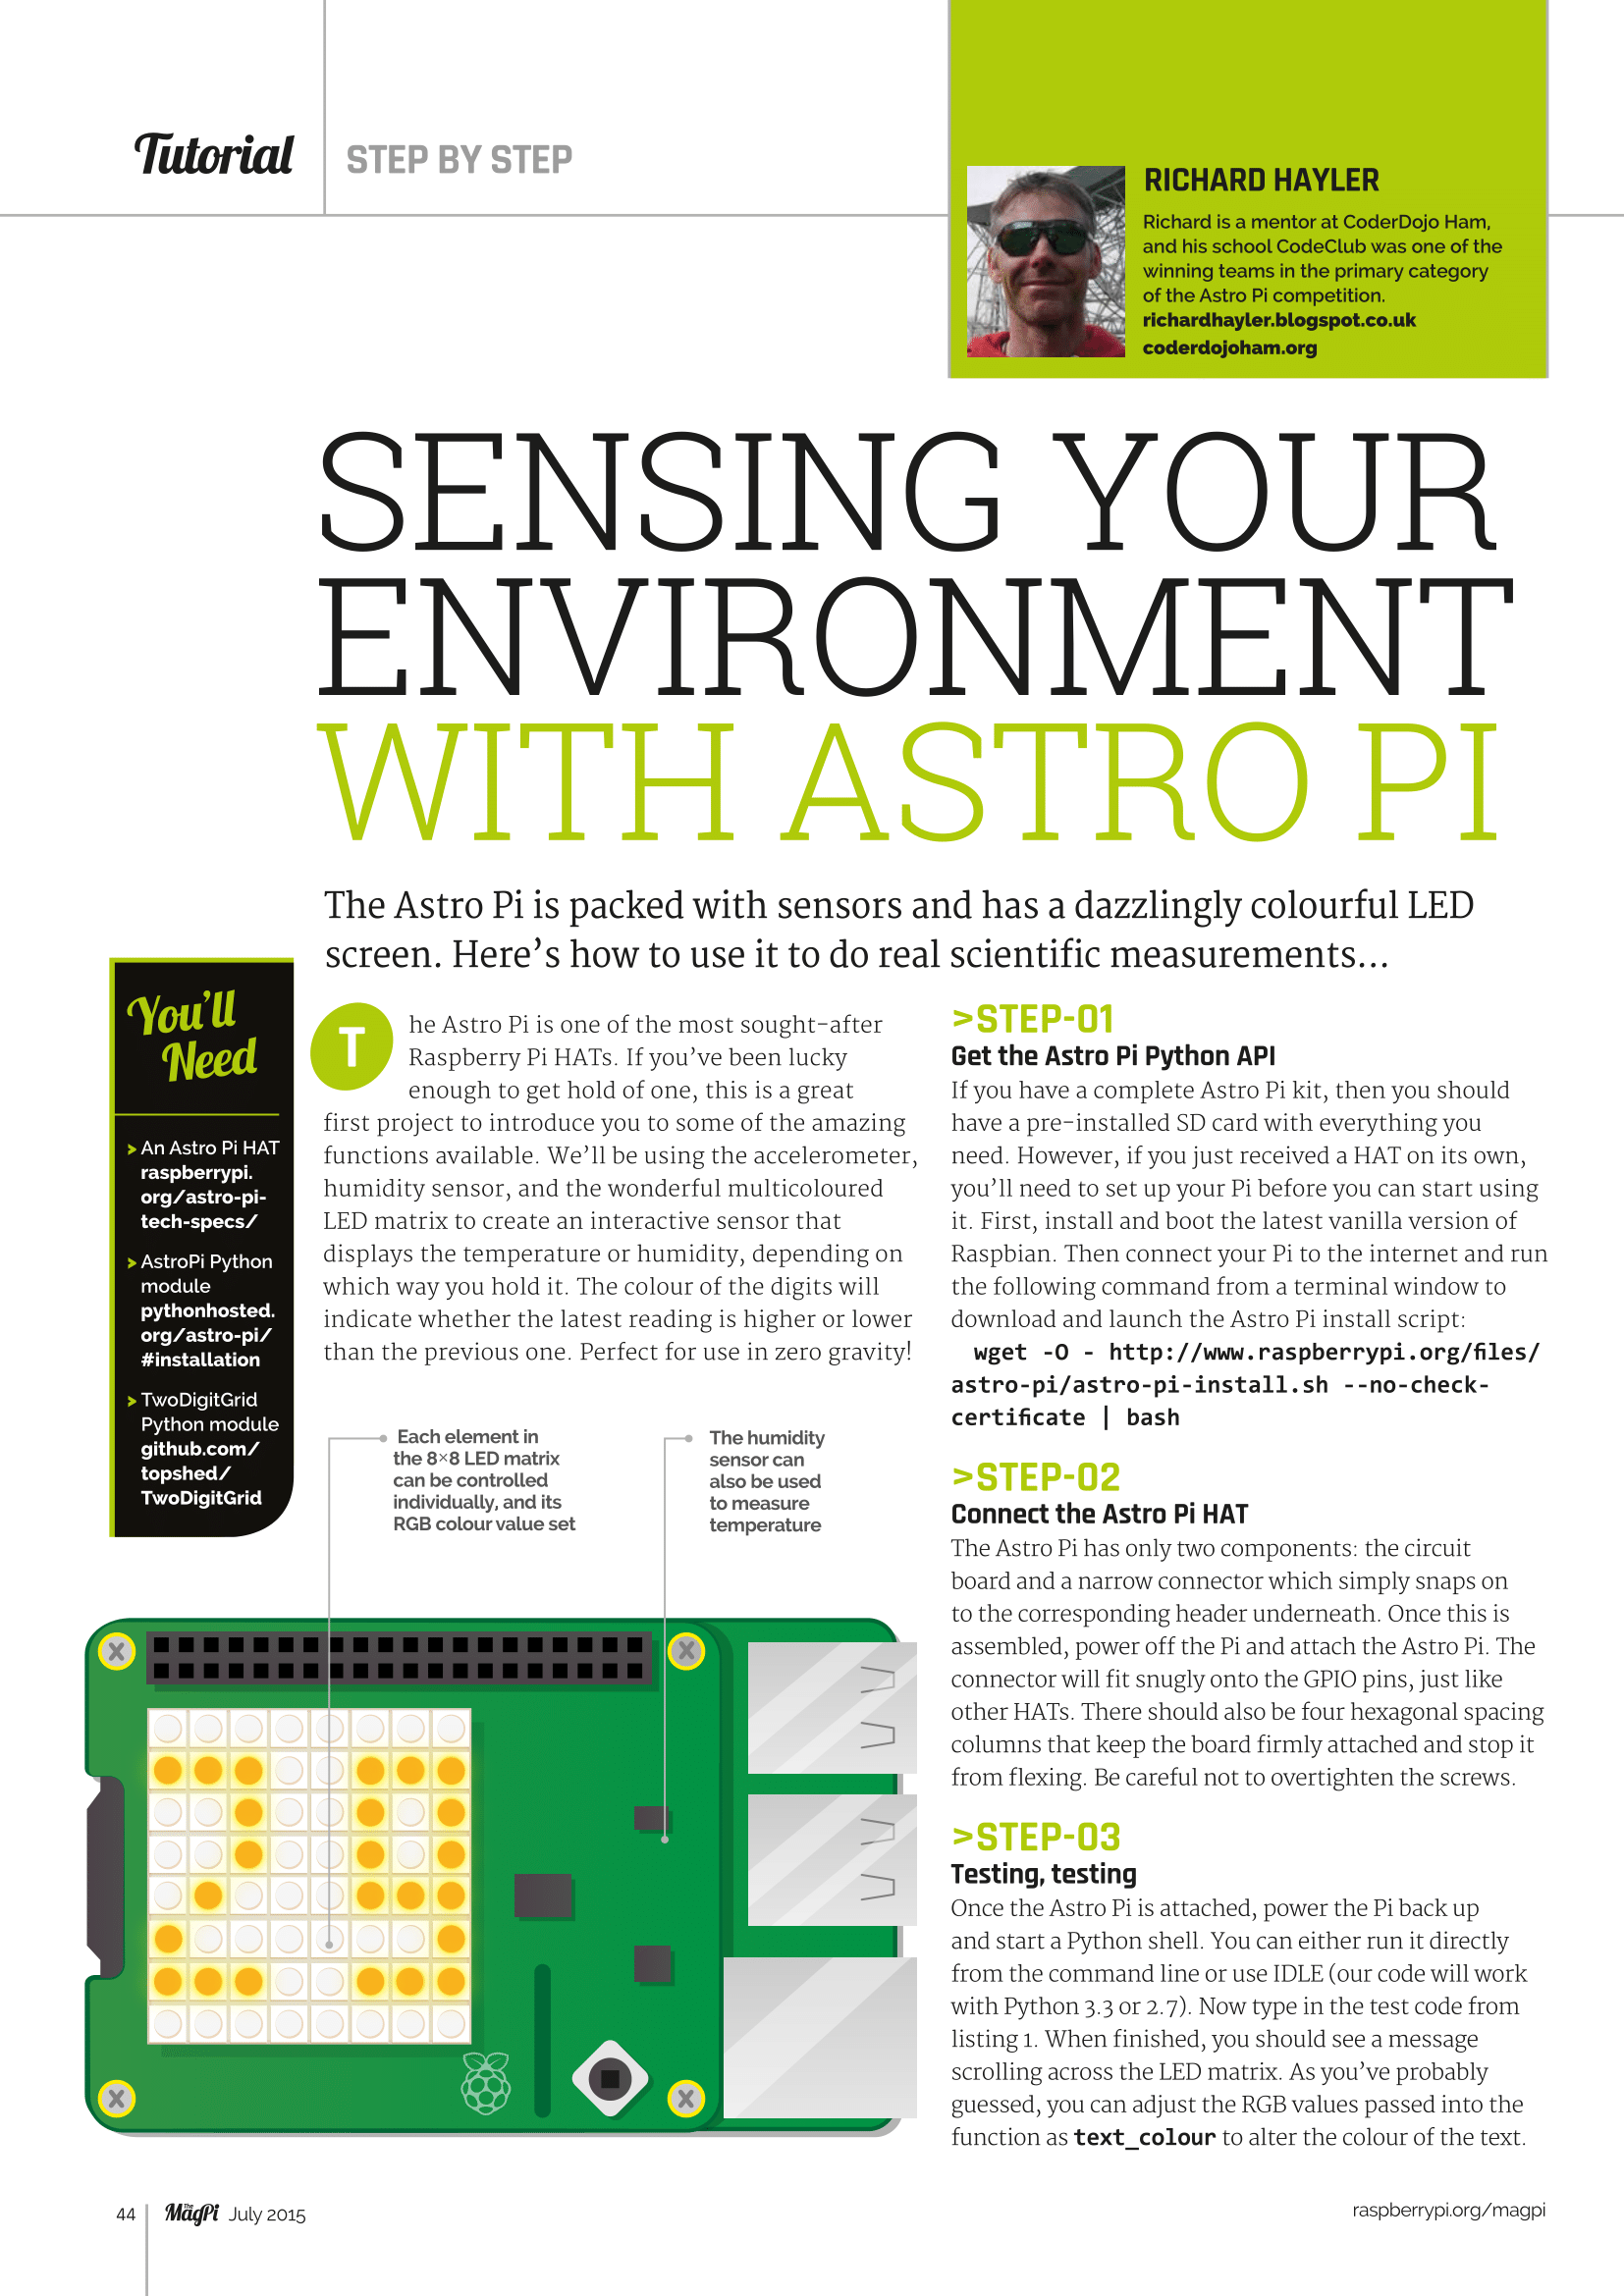 Tutorial
STEP BY STEP
RICHARD HAYLER
Richard is a mentor at CoderDojo Ham,
and his school CodeClub was one of the
winning teams in the primary category
of the Astro Pi competition.
richardhayler.blogspot.co.uk
coderdojoham.org
SENSING YOUR
ENVIRONMENT
WITH ASTRO PI
The Astro Pi is packed with sensors and has a dazzlingly colourful LED
screen. Here's how to use it to do real scientific measurements...
You'll
Need
> An Astro Pi HAT
raspberrypi.
org/astro-pi-
tech-specs/
> AstroPi Python
module
pythonhosted.
org/astro-pi/
#installation
> TwoDigitGrid
Python module
github.com/
topshed/
TwoDigitGrid
The Astro Pi is one of the most sought-after
Raspberry Pi HATs. If you've been lucky
enough to get hold of one, this is a great
first project to introduce you to some of the amazing
functions available. We'll be using the accelerometer,
humidity sensor, and the wonderful multicoloured
LED matrix to create an interactive sensor that
displays the temperature or humidity, depending on
which way you hold it. The colour of the digits will
indicate whether the latest reading is higher or lower
than the previous one. Perfect for use in zero gravity!
Each element in
the 8×8 LED matrix
can be controlled
individually, and its
RGB colour value set
The humidity
sensor can
also be used
to measure
temperature
>STEP-01
Get the Astro Pi Python API
If you have a complete Astro Pi kit, then you should
have a pre-installed SD card with everything you
need. However, if you just received a HAT on its own,
you'll need to set up your Pi before you can start using
it. First, install and boot the latest vanilla version of
Raspbian. Then connect your Pi to the internet and run
the following command from a terminal window to
download and launch the Astro Pi install script:
wget -O - http://www.raspberrypi.org/files/
astro-pi/astro-pi-install.sh --no-check-
certificate | bash
>STEP-02
Connect the Astro Pi HAT
The Astro Pi has only two components: the circuit
board and a narrow connector which simply snaps on
to the corresponding header underneath. Once this is
assembled, power off the Pi and attach the Astro Pi. The
connector will fit snugly onto the GPIO pins, just like
other HATs. There should also be four hexagonal spacing
columns that keep the board firmly attached and stop it
from flexing. Be careful not to overtighten the screws.
>STEP-03
Testing, testing
Once the Astro Pi is attached, power the Pi back up
and start a Python shell. You can either run it directly
from the command line or use IDLE (our code will work
with Python 3.3 or 2.7). Now type in the test code from
listing 1. When finished, you should see a message
scrolling across the LED matrix. As you've probably
guessed, you can adjust the RGB values passed into the
function as text_colour to alter the colour of the text.
44
The MagPi July 2015
raspberrypi.org/magpi